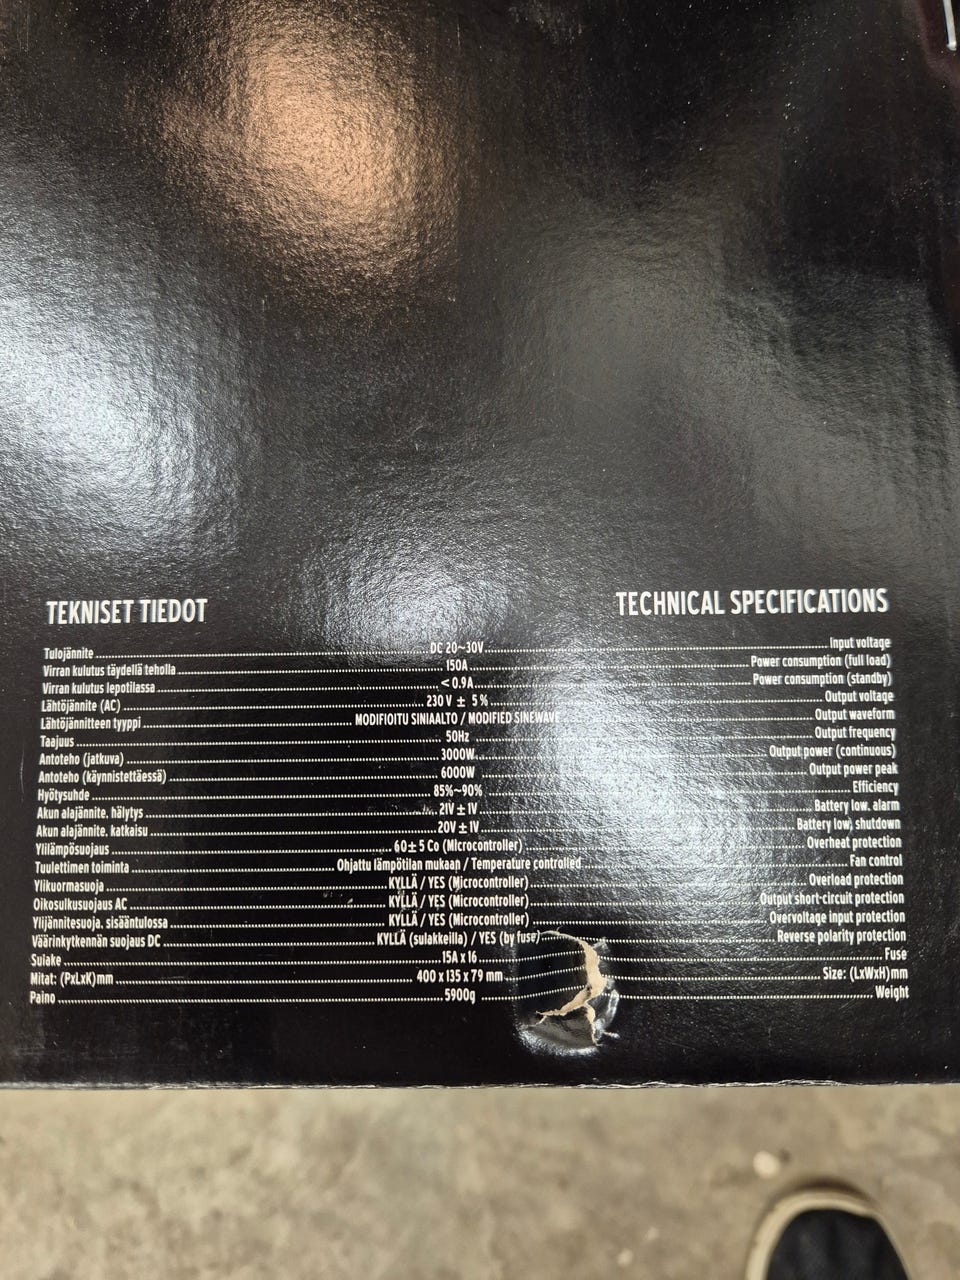 TEKNISET TIEDOT TECHNICAL SPECIFICATIONS
Tulojännite DC 20~30V Input voltage
Virran kulutus täydellä teholla 150A Power consumption (full load)
Virran kulutus lepotilassa < 0.9A Power consumption (standby)
Lähtöjännite (AC) 230 V ± 5% Output voltage
Lähtöjännitteen tyyppi MODIFIOITU SINIAALTO / MODIFIED SINEWAVE Output waveform
Taajuus 50Hz Output frequency
Antoteho (jatkuva) 3000W Output power (continuous)
Antoteho (käynnistettäessä) 6000W Output power peak
Hyötysuhde 85%~90% Efficiency
Akun alajännite, hälytys 21V ± 1V Battery low, alarm
Akun alajännite, katkaisu 20V ± 1V Battery low, shutdown
Ylilämpösuojaus 60±5 Co (Microcontroller) Overheat protection
Tuulettimen toiminta Ohjattu lämpötilan mukaan / Temperature controlled Fan control
Ylikuormasuoja KYLLÄ / YES (Microcontroller) Overload protection
Oikosulkusuojaus AC KYLLÄ / YES (Microcontroller) Output short-circuit protection
Ylijännitesuoja, sisääntulossa KYLLÄ / YES (Microcontroller) Overvoltage input protection
Väärinkytkennän suojaus DC KYLLÄ (sulakkeilla) / YES (by fuse) Reverse polarity protection
Sulake 15A x 16 Fuse
Mitat: (PxLxK)mm 400 x 135 x 79 mm Size: (LxWxH)mm
Paino 5900g Weight